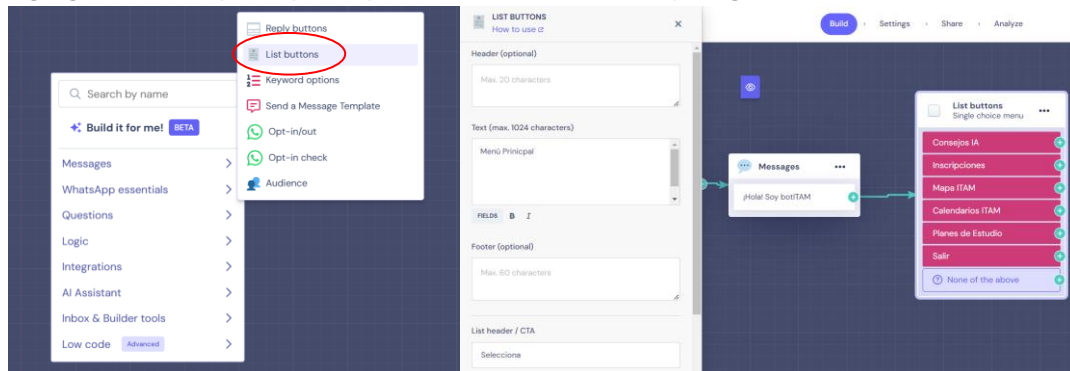 Search by name
Build it for me! BETA
Messages
WhatsApp essentials
Questions
Logic
Integrations
AI Assistant
Inbox & Builder tools
Low code Advanced
Reply buttons
List buttons
Keyword options
Send a Message Template
Opt-in/out
Opt-in check
Audience
LIST BUTTONS
How to use
Header (optional)
Max. 20 characters
Text (max. 1024 characters)
Menú Prinicpal
FIELDS B I
Footer (optional)
Max. 60 characters
List header / CTA
Selecciona
Build Settings Share Analyze
Messages
¡Hola! Soy botITAM
List buttons
Single choice menu
Consejos IA
Inscripciones
Mapa ITAM
Calendarios ITAM
Planes de Estudio
Salir
None of the above